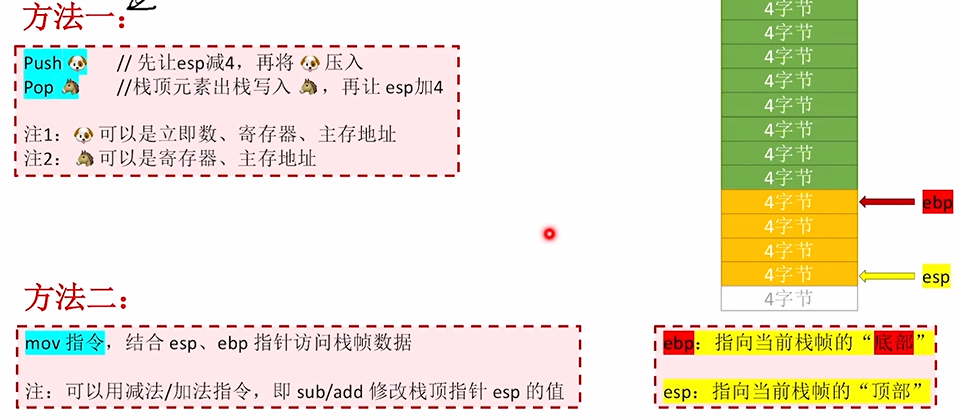 方法一：
Push 🐶 // 先让esp减4，再将 🐶 压入
Pop 🐴 //栈顶元素出栈写入 🐴，再让 esp加4
注1：🐶 可以是立即数、寄存器、主存地址
注2：🐴 可以是寄存器、主存地址
方法二：
mov 指令，结合 esp、ebp 指针访问栈帧数据
注：可以用减法/加法指令，即 sub/add 修改栈顶指针 esp 的值
4字节
4字节
4字节
4字节
4字节
4字节
4字节
4字节
4字节
ebp
4字节
4字节
4字节
esp
4字节
ebp：指向当前栈帧的“底部”
esp：指向当前栈帧的“顶部”